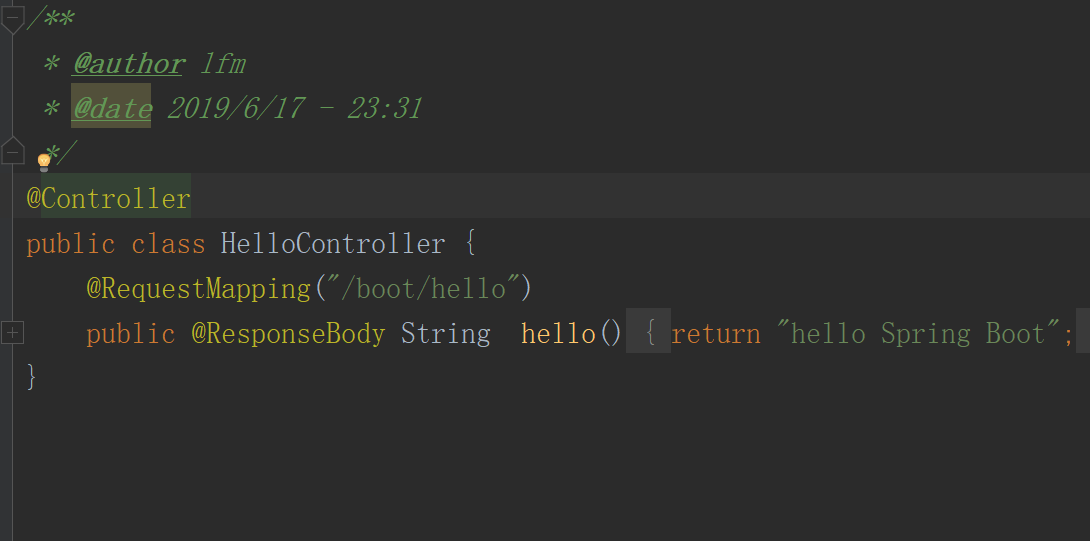 /**
 * @author lfm
 * @date 2019/6/17 - 23:31
 */
@Controller
public class HelloController {
    @RequestMapping("/boot/hello")
    public @ResponseBody String  hello() { return "hello Spring Boot";
}